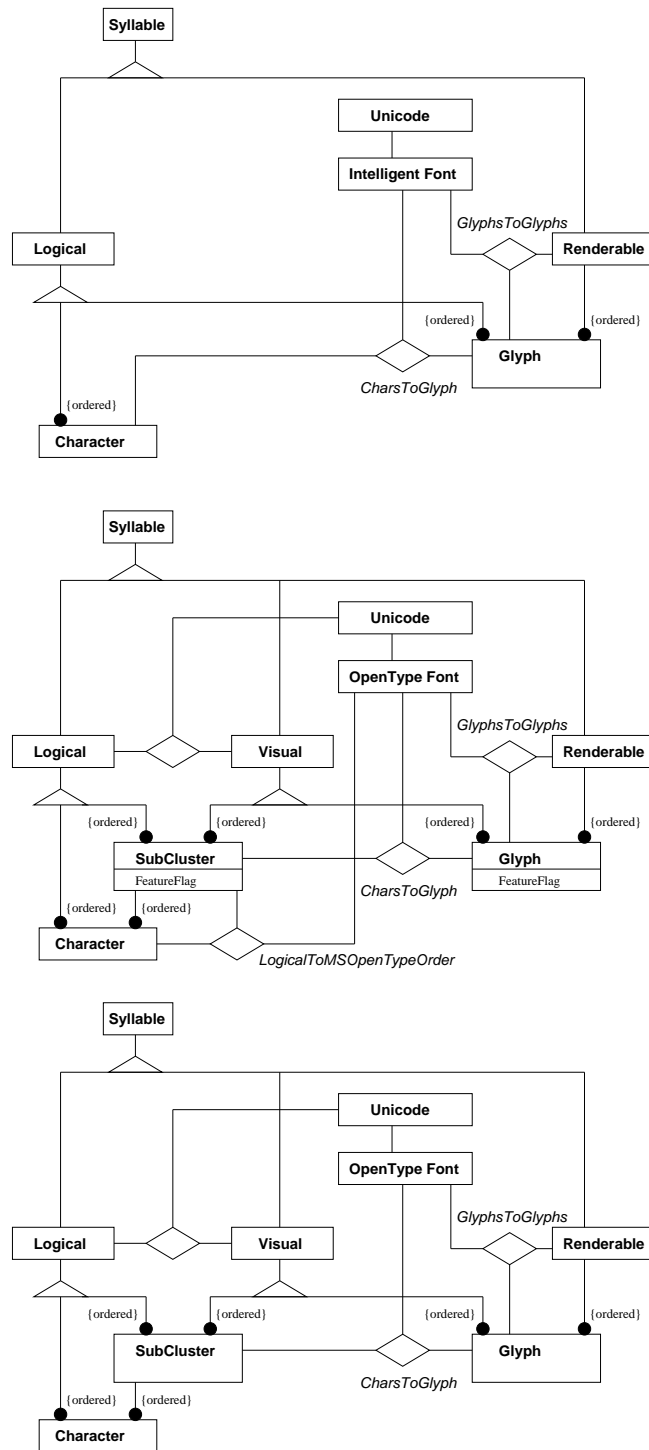 Syllable
Unicode
Intelligent Font
GlyphsToGlyphs
Logical
Renderable
{ordered}
{ordered}
Glyph
CharsToGlyph
{ordered}
Character
Syllable
Unicode
OpenType Font
GlyphsToGlyphs
Logical
Visual
Renderable
{ordered}
{ordered}
{ordered}
{ordered}
SubCluster
Glyph
FeatureFlag
CharsToGlyph
FeatureFlag
{ordered}
{ordered}
Character
LogicalToMSOpenTypeOrder
Syllable
Unicode
OpenType Font
GlyphsToGlyphs
Logical
Visual
Renderable
{ordered}
{ordered}
{ordered}
{ordered}
SubCluster
Glyph
CharsToGlyph
{ordered}
{ordered}
Character